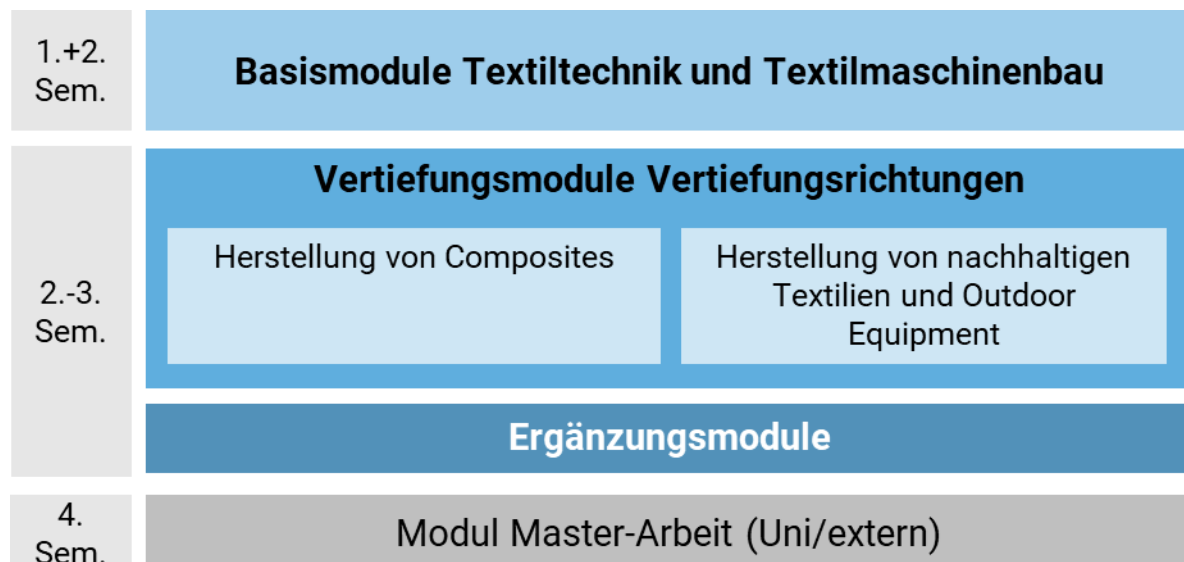 1.+2.
Sem.
Basismodule Textiltechnik und Textilmaschinenbau
2.-3.
Sem.
Vertiefungsmodule Vertiefungsrichtungen
Herstellung von Composites
Herstellung von nachhaltigen
Textilien und Outdoor
Equipment
Ergänzungsmodule
4.
Sem.
Modul Master-Arbeit (Uni/extern)